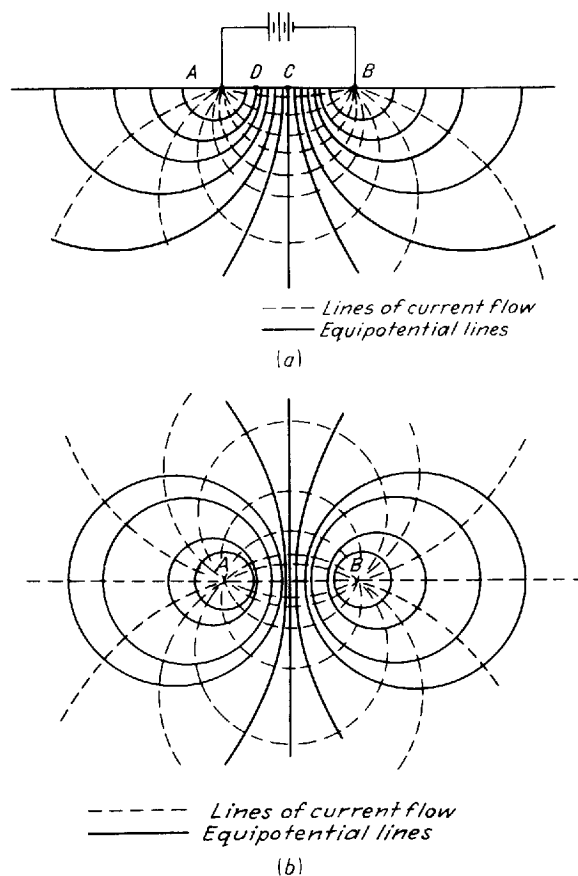 A D C B
Lines of current flow
Equipotential lines
(a)
A B
Lines of current flow
Equipotential lines
(b)